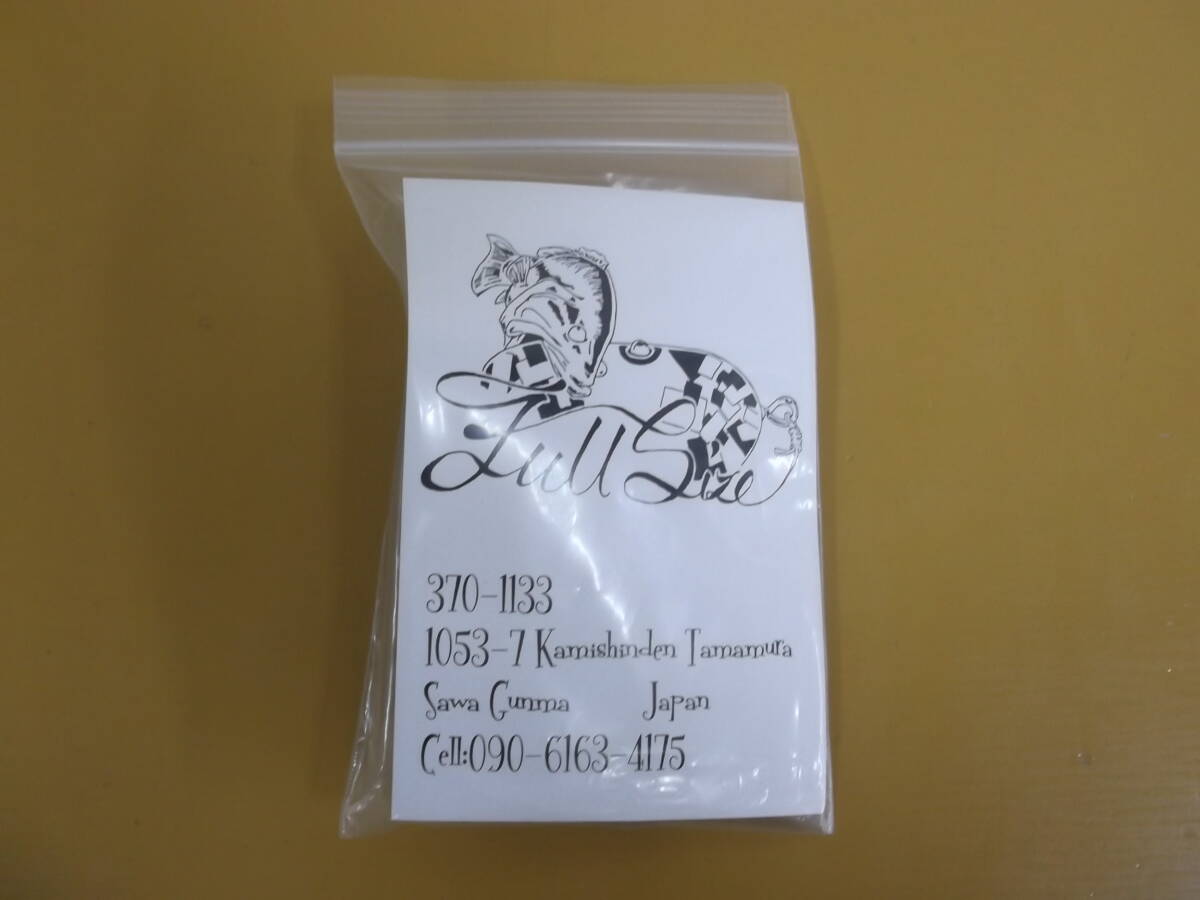 Full Size
370-1133
1053-7 Kamishinden Tamamura
Sawa Gunma Japan
Cell:090-6163-4175